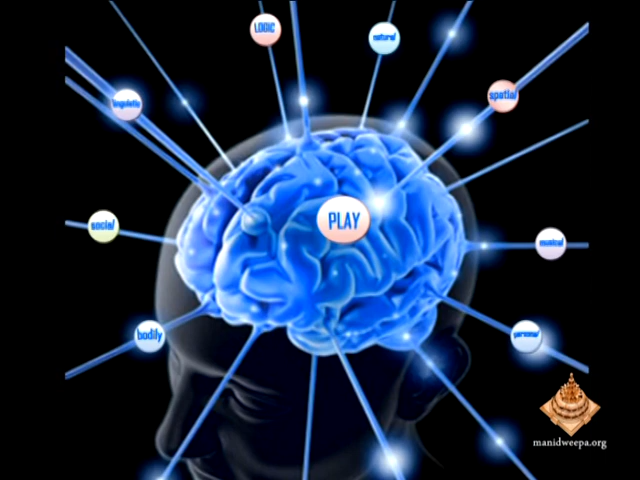 LOGIC
natural
linguistic
spatial
PLAY
social
musical
bodily
personal
manidweepa.org